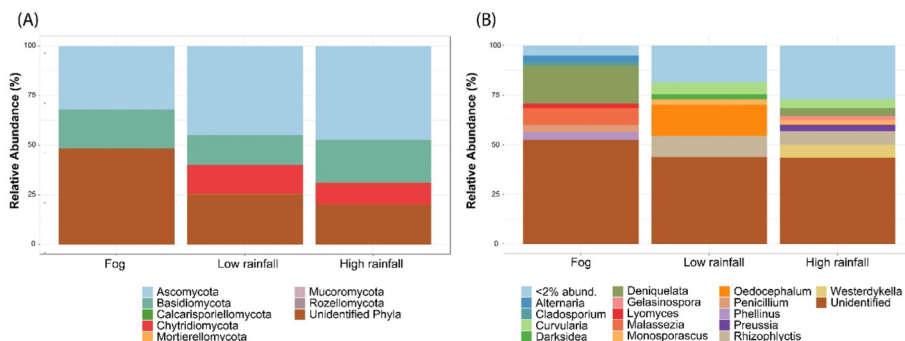 (A)
Relative Abundance (%)
100
75
50
25
0
Fog
Low rainfall
High rainfall
Ascomycota
Basidiomycota
Calcarisporiellomycota
Chytridiomycota
Mortierellomycota
Mucoromycota
Rozellomycota
Unidentified Phyla
(B)
Relative Abundance (%)
100
75
50
25
0
Fog
Low rainfall
High rainfall
<2% abund.
Alternaria
Cladosporium
Curvularia
Darksidea
Deniquelata
Gelasinospora
Lyomyces
Malassezia
Monosporascus
Oedocephalum
Penicillium
Phellinus
Preussia
Rhizophlyctis
Westerdykella
Unidentified